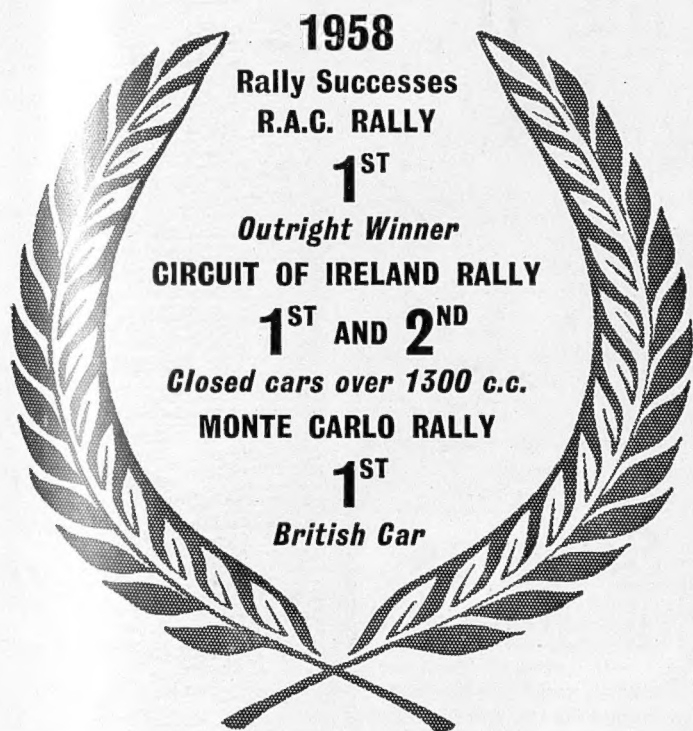 1958
Rally Successes
R.A.C. RALLY
1ST
Outright Winner
CIRCUIT OF IRELAND RALLY
1ST AND 2ND
Closed cars over 1300 c.c.
MONTE CARLO RALLY
1ST
British Car